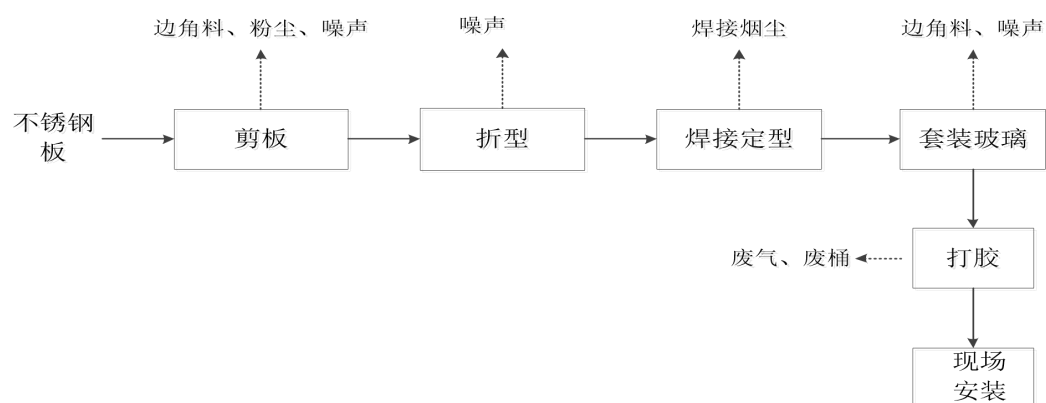 边角料、粉尘、噪声
噪声
焊接烟尘
边角料、噪声
不锈钢
板
剪板
折型
焊接定型
套装玻璃
废气、废桶
打胶
现场
安装